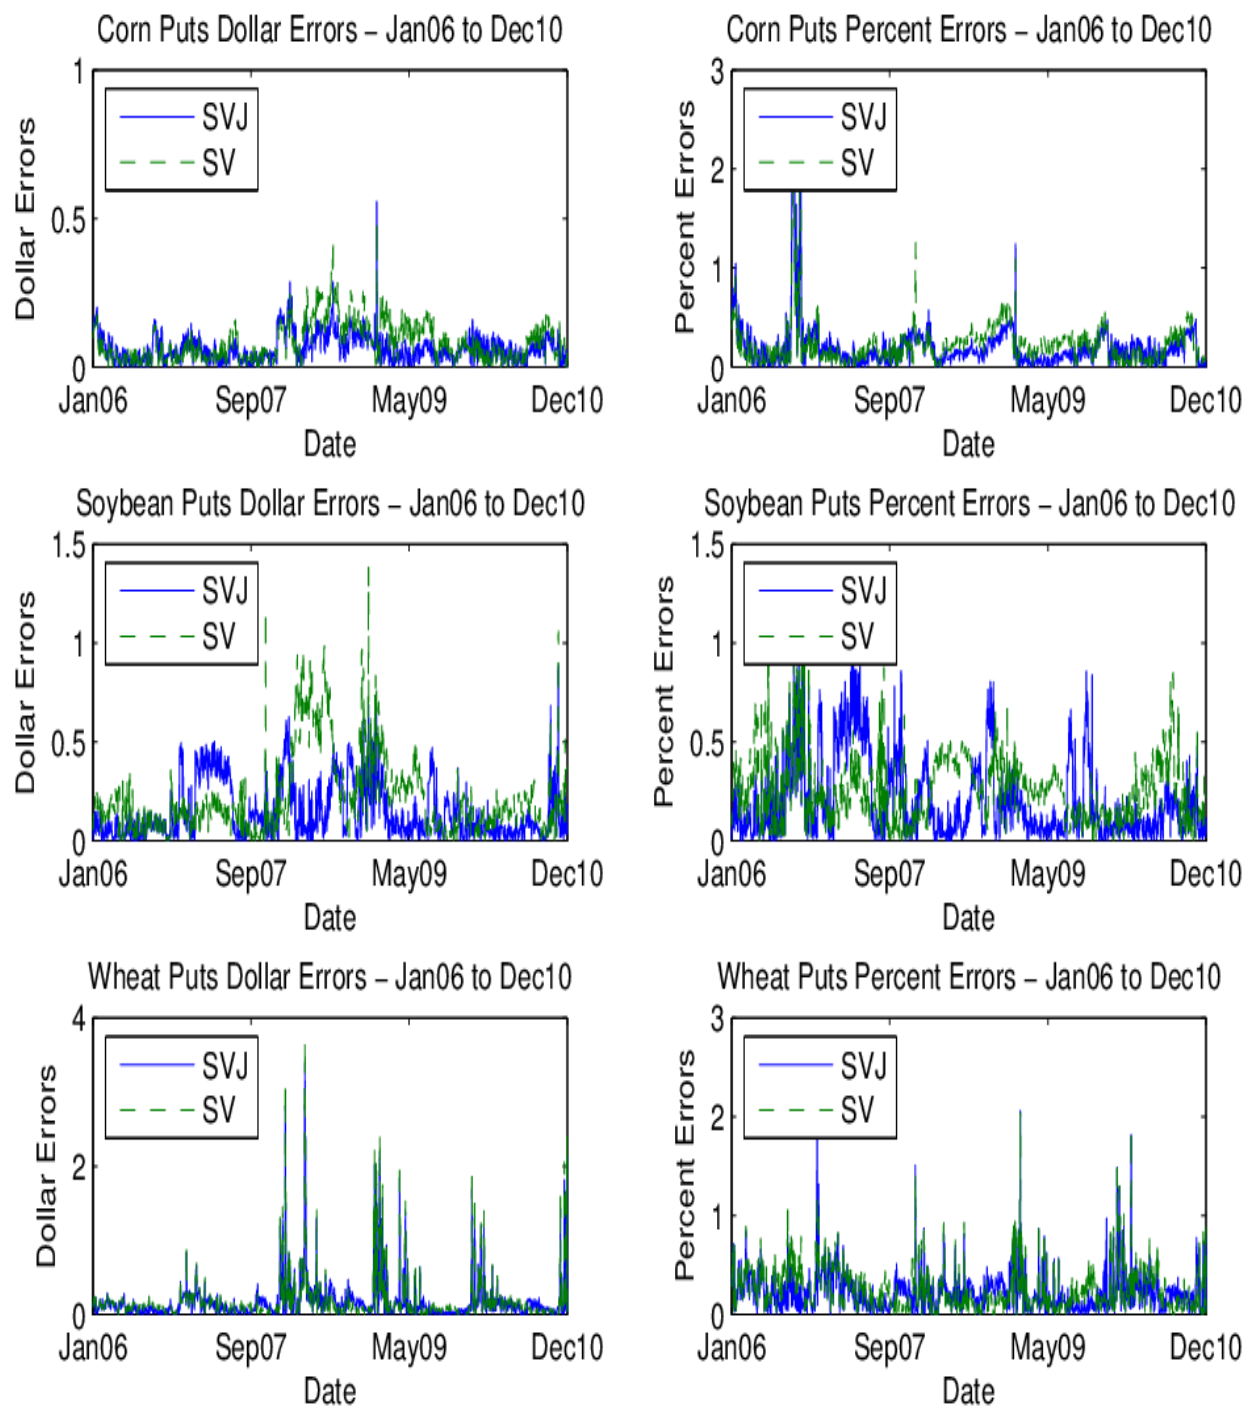 Corn Puts Dollar Errors – Jan06 to Dec10
Dollar Errors
1
0.5
0
SVJ
SV
Jan06 Sep07 May09 Dec10
Date
Corn Puts Percent Errors – Jan06 to Dec10
Percent Errors
3
2
1
0
SVJ
SV
Jan06 Sep07 May09 Dec10
Date
Soybean Puts Dollar Errors – Jan06 to Dec10
Dollar Errors
1.5
1
0.5
0
SVJ
SV
Jan06 Sep07 May09 Dec10
Date
Soybean Puts Percent Errors – Jan06 to Dec10
Percent Errors
1.5
1
0.5
0
SVJ
SV
Jan06 Sep07 May09 Dec10
Date
Wheat Puts Dollar Errors – Jan06 to Dec10
Dollar Errors
4
2
0
SVJ
SV
Jan06 Sep07 May09 Dec10
Date
Wheat Puts Percent Errors – Jan06 to Dec10
Percent Errors
3
2
1
0
SVJ
SV
Jan06 Sep07 May09 Dec10
Date